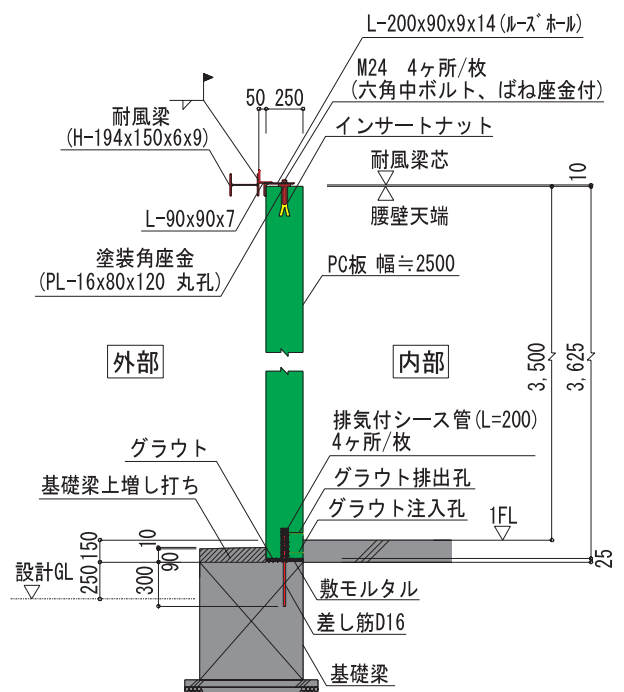 L-200x90x9x14(ルーズホール)
M24 4ヶ所/枚
(六角中ボルト、ばね座金付)
50 250
耐風梁
(H-194x150x6x9)
インサートナット
耐風梁芯
10
腰壁天端
L-90x90x7
塗装角座金
(PL-16x80x120 丸孔)
PC板 幅≒2500
外部
内部
3,500
3,625
排気付シース管(L=200)
4ヶ所/枚
グラウト
グラウト排出孔
基礎梁上増し打ち
グラウト注入孔
1FL
150
10
90
25
設計GL
250
300
敷モルタル
差し筋D16
基礎梁